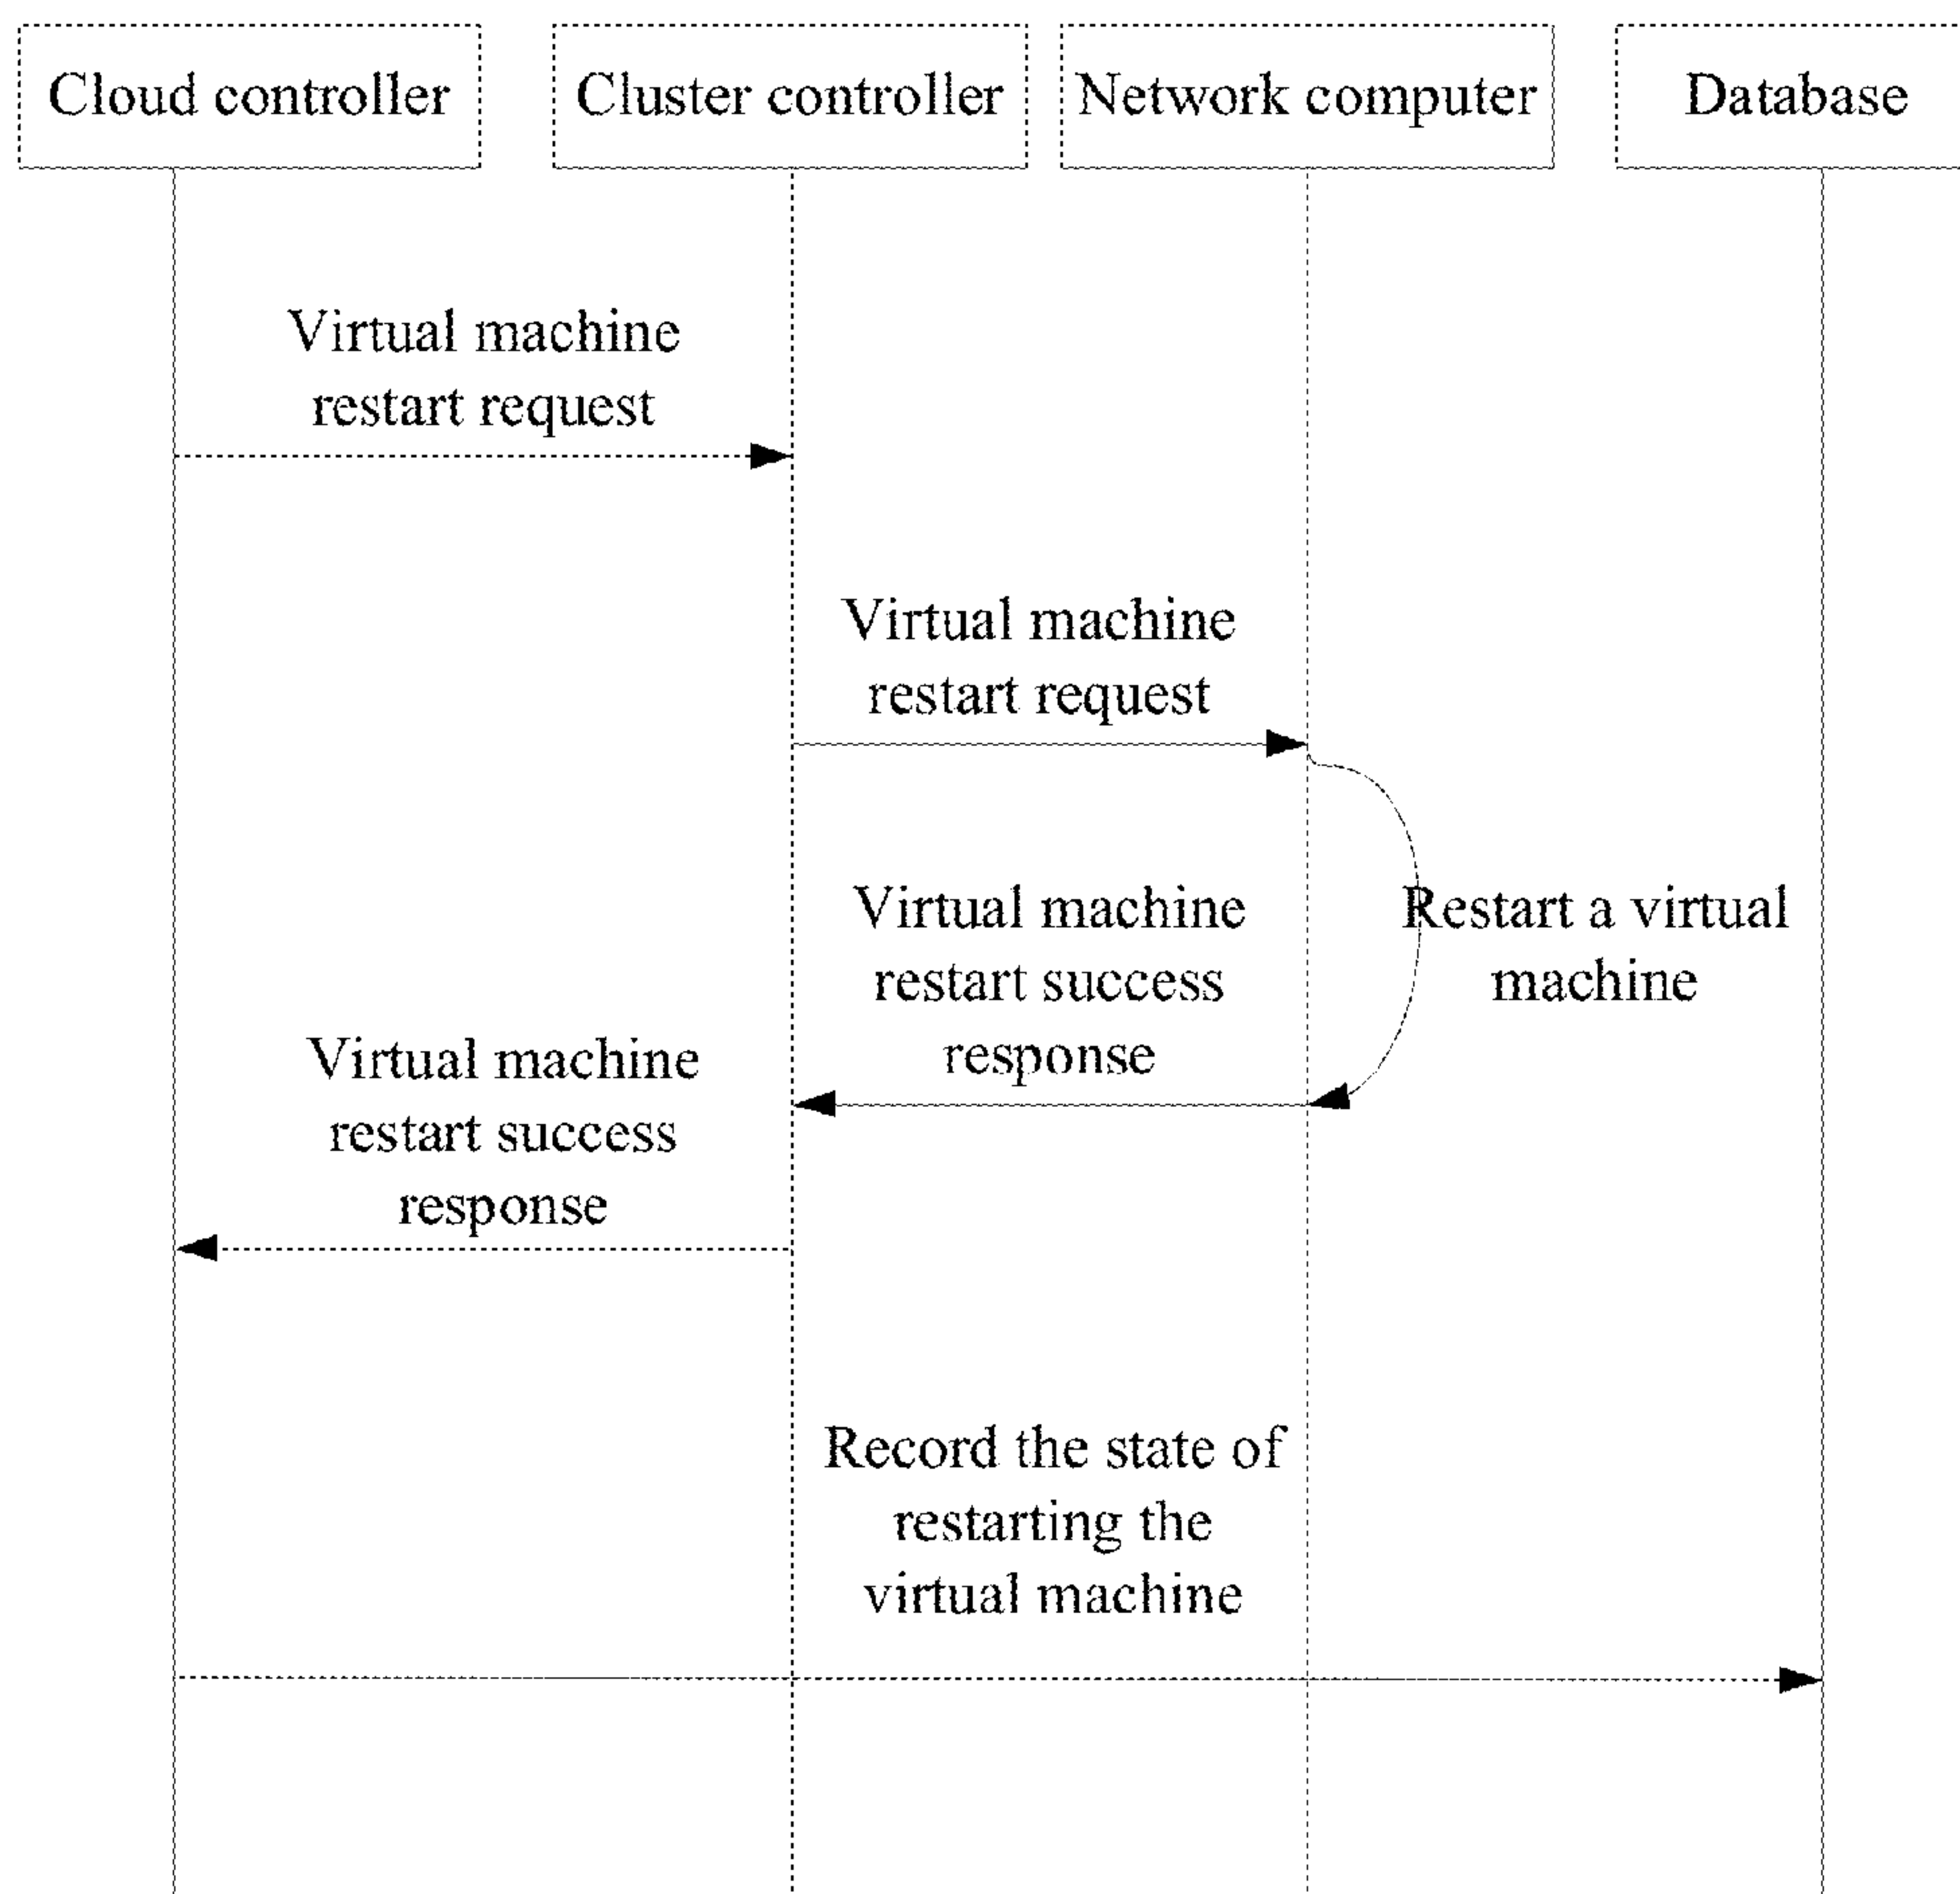 Cloud controller
Cluster controller
Network computer
Database
Virtual machine
restart request
Virtual machine
restart request
Virtual machine
restart success
response
Restart a virtual
machine
Virtual machine
restart success
response
Record the state of
restarting the
virtual machine